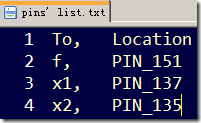 pins' list.txt
1 To, Location
2 f, PIN_151
3 x1, PIN_137
4 x2, PIN_135